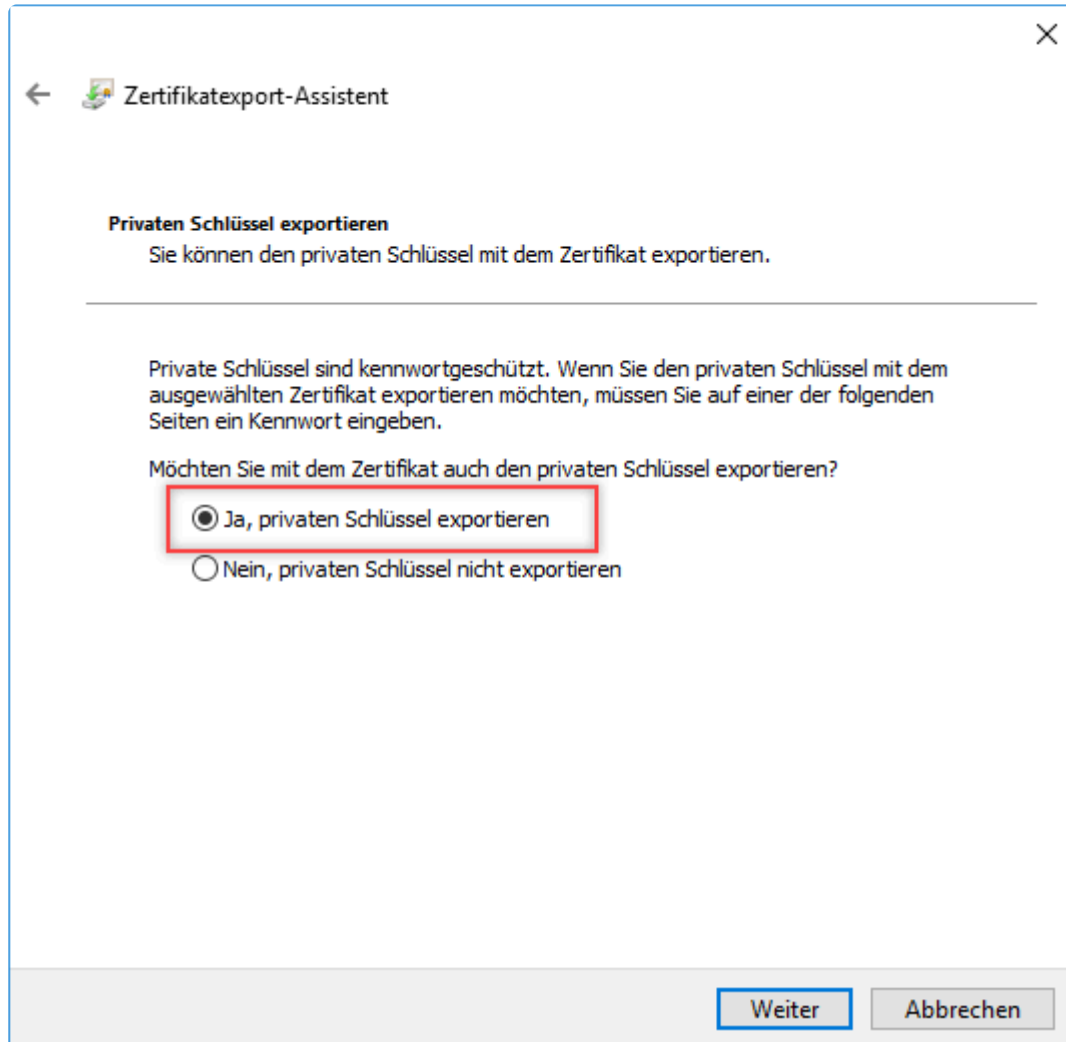 Zertifikatexport-Assistent
Privaten Schlüssel exportieren
Sie können den privaten Schlüssel mit dem Zertifikat exportieren.
Private Schlüssel sind kennwortgeschützt. Wenn Sie den privaten Schlüssel mit dem
ausgewählten Zertifikat exportieren möchten, müssen Sie auf einer der folgenden
Seiten ein Kennwort eingeben.
Möchten Sie mit dem Zertifikat auch den privaten Schlüssel exportieren?
Ja, privaten Schlüssel exportieren
Nein, privaten Schlüssel nicht exportieren
Weiter
Abbrechen